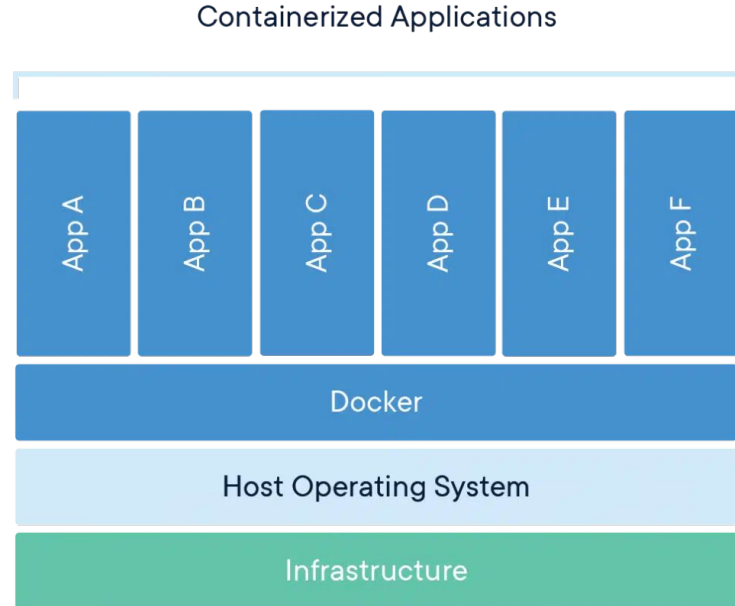 Containerized Applications
App A
App B
App C
App D
App E
App F
Docker
Host Operating System
Infrastructure